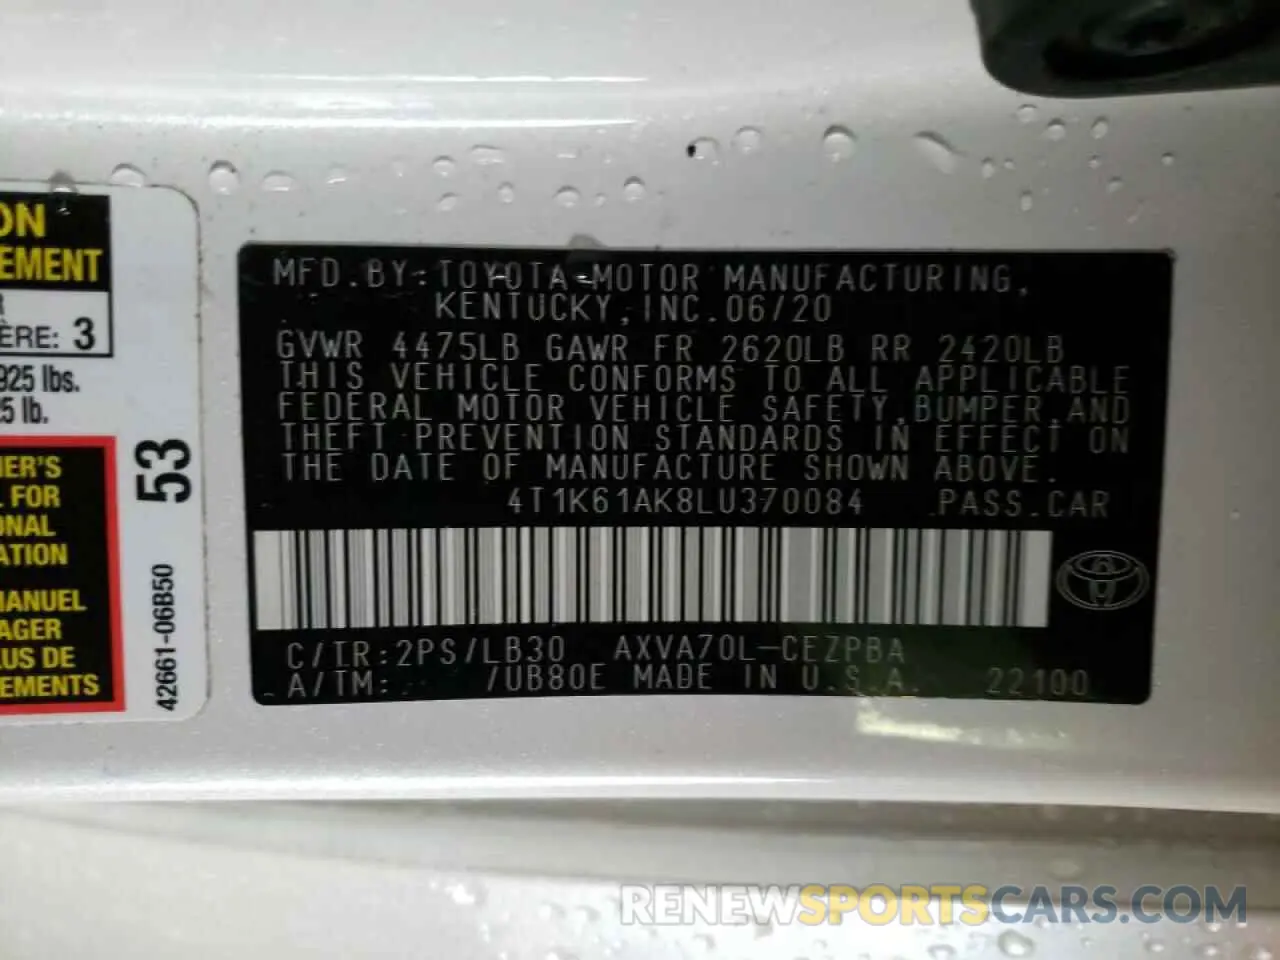 ON
EMENT
ÈRE: 3
925 lbs.
5 lb.
ER'S
FOR
ONAL
ATION
MANUEL
AGER
LUS DE
EMENTS
53
42661-06B50
MFD.BY:TOYOTA MOTOR MANUFACTURING,
KENTUCKY, INC. 06/20
GVWR 4475LB GAWR FR 2620LB RR 2420LB
THIS VEHICLE CONFORMS TO ALL APPLICABLE
FEDERAL MOTOR VEHICLE SAFETY,BUMPER,AND
THEFT PREVENTION STANDARDS IN EFFECT ON
THE DATE OF MANUFACTURE SHOWN ABOVE.
4T1K61AK8LU370084 PASS.CAR
C/TR:2PS/LB30 AXVA70L-CEZPBA
A/TM: /UB80E MADE IN U.S.A. 22100
RENEWSPORTSCARS.COM